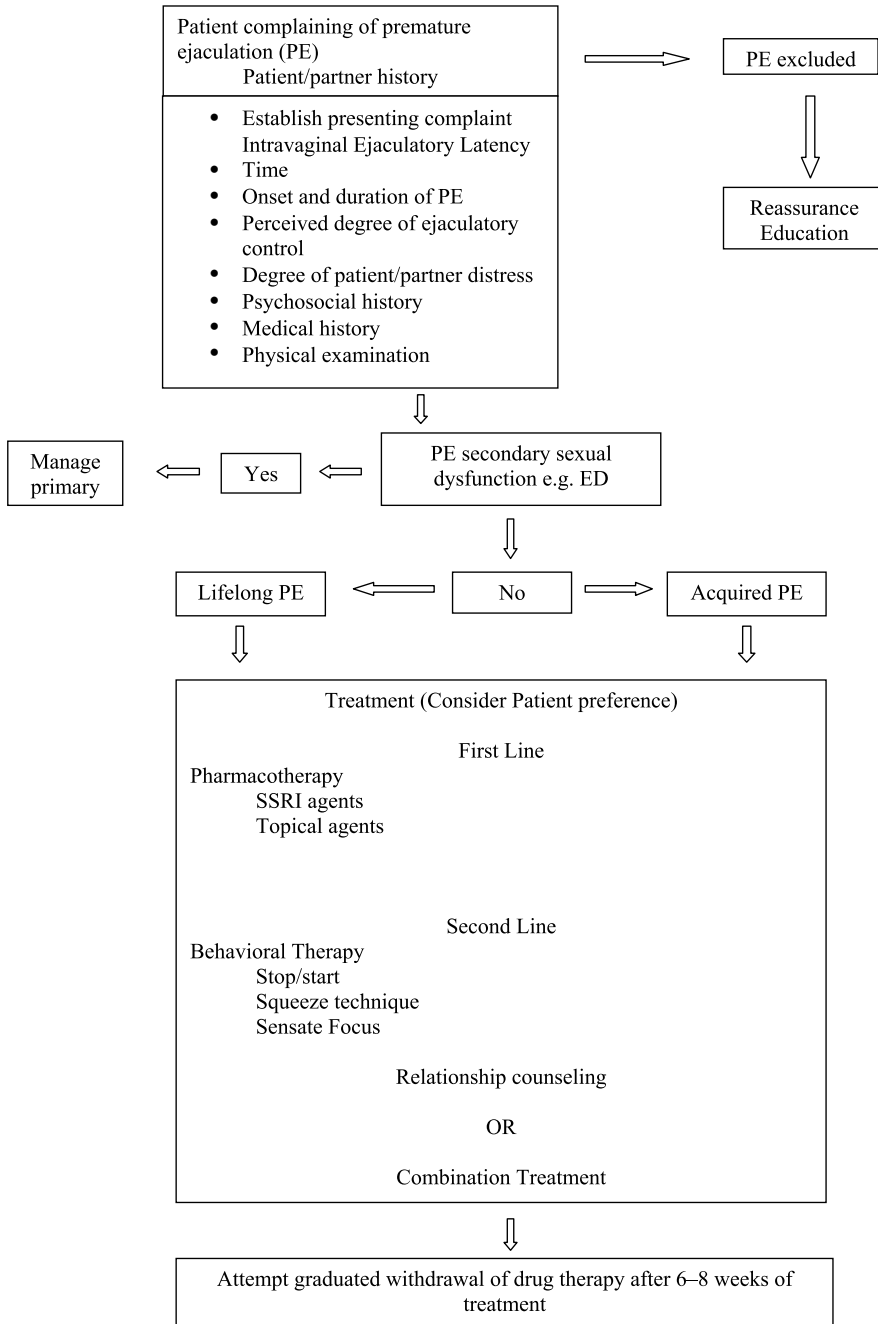 Patient complaining of premature
ejaculation (PE)
Patient/partner history
PE excluded
Reassurance
Education
• Establish presenting complaint
Intravaginal Ejaculatory Latency
• Time
• Onset and duration of PE
• Perceived degree of ejaculatory
control
• Degree of patient/partner distress
• Psychosocial history
• Medical history
• Physical examination
PE secondary sexual
dysfunction e.g. ED
Yes
Manage
primary
No
Lifelong PE
Acquired PE
Treatment (Consider Patient preference)
First Line
Pharmacotherapy
SSRI agents
Topical agents
Second Line
Behavioral Therapy
Stop/start
Squeeze technique
Sensate Focus
Relationship counseling
OR
Combination Treatment
Attempt graduated withdrawal of drug therapy after 6–8 weeks of
treatment